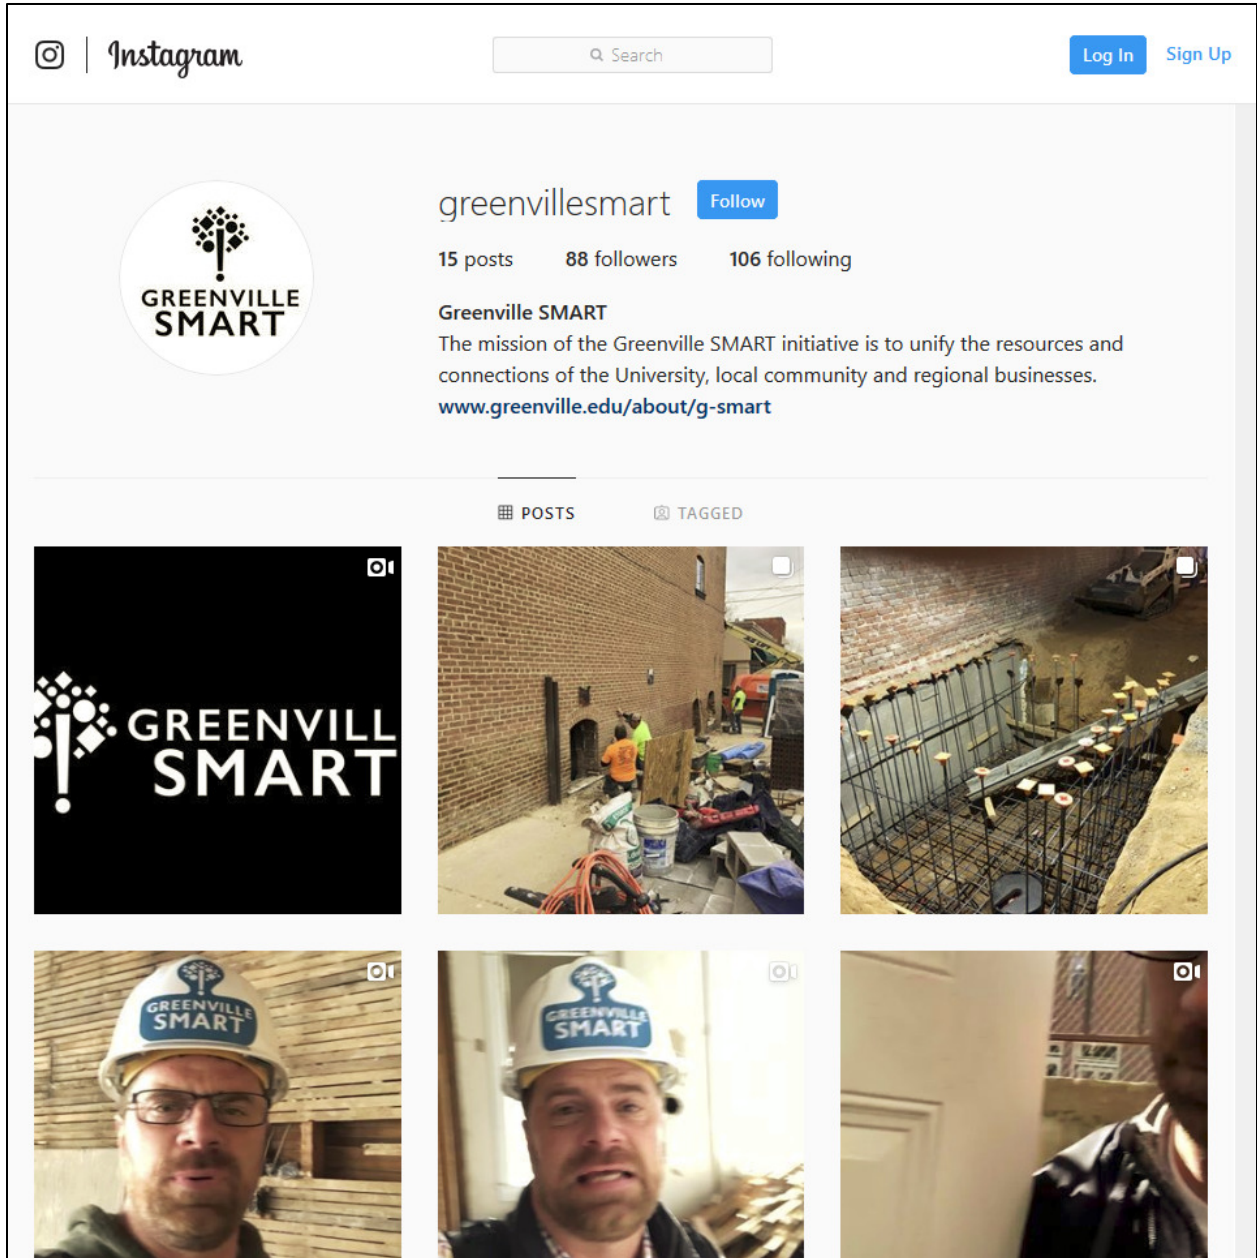 Instagram
Search
Log In
Sign Up
GREENVILLE
SMART
greenvillesmart
Follow
15 posts 88 followers 106 following
Greenville SMART
The mission of the Greenville SMART initiative is to unify the resources and
connections of the University, local community and regional businesses.
www.greenville.edu/about/g-smart
POSTS
TAGGED
GREENVILL
SMART
GREENVILLE
SMART
GREENVILLE
SMART